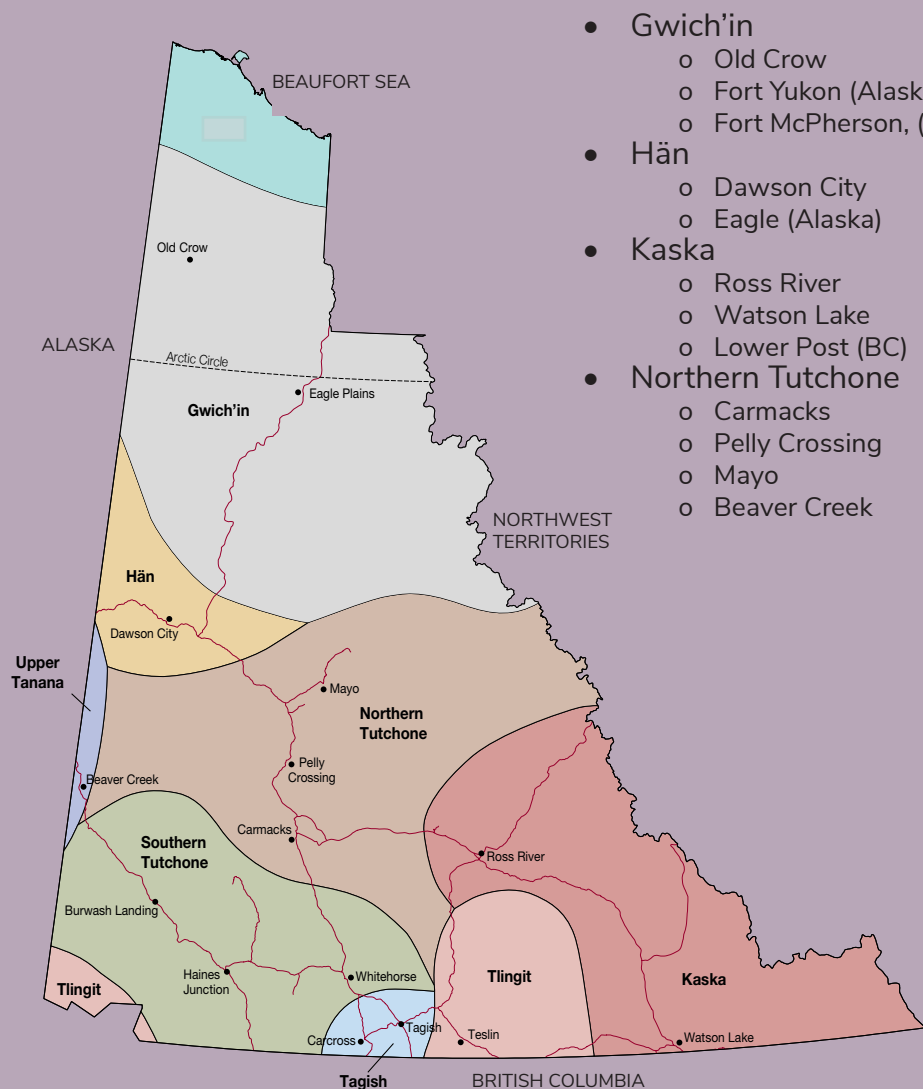 BEAUFORT SEA
Old Crow
ALASKA
Arctic Circle
Eagle Plains
Gwich’in
NORTHWEST
TERRITORIES
Hän
Dawson City
Upper
Tanana
Mayo
Northern
Tutchone
Pelly
Crossing
Beaver Creek
Carmacks
Southern
Tutchone
Ross River
Burwash Landing
Haines
Junction
Whitehorse
Tlingit
Tlingit
Kaska
Tagish
Carcross
Teslin
Watson Lake
Tagish
BRITISH COLUMBIA
• Gwich’in
o Old Crow
o Fort Yukon (Alask
o Fort McPherson, (
• Hän
o Dawson City
o Eagle (Alaska)
• Kaska
o Ross River
o Watson Lake
o Lower Post (BC)
• Northern Tutchone
o Carmacks
o Pelly Crossing
o Mayo
o Beaver Creek